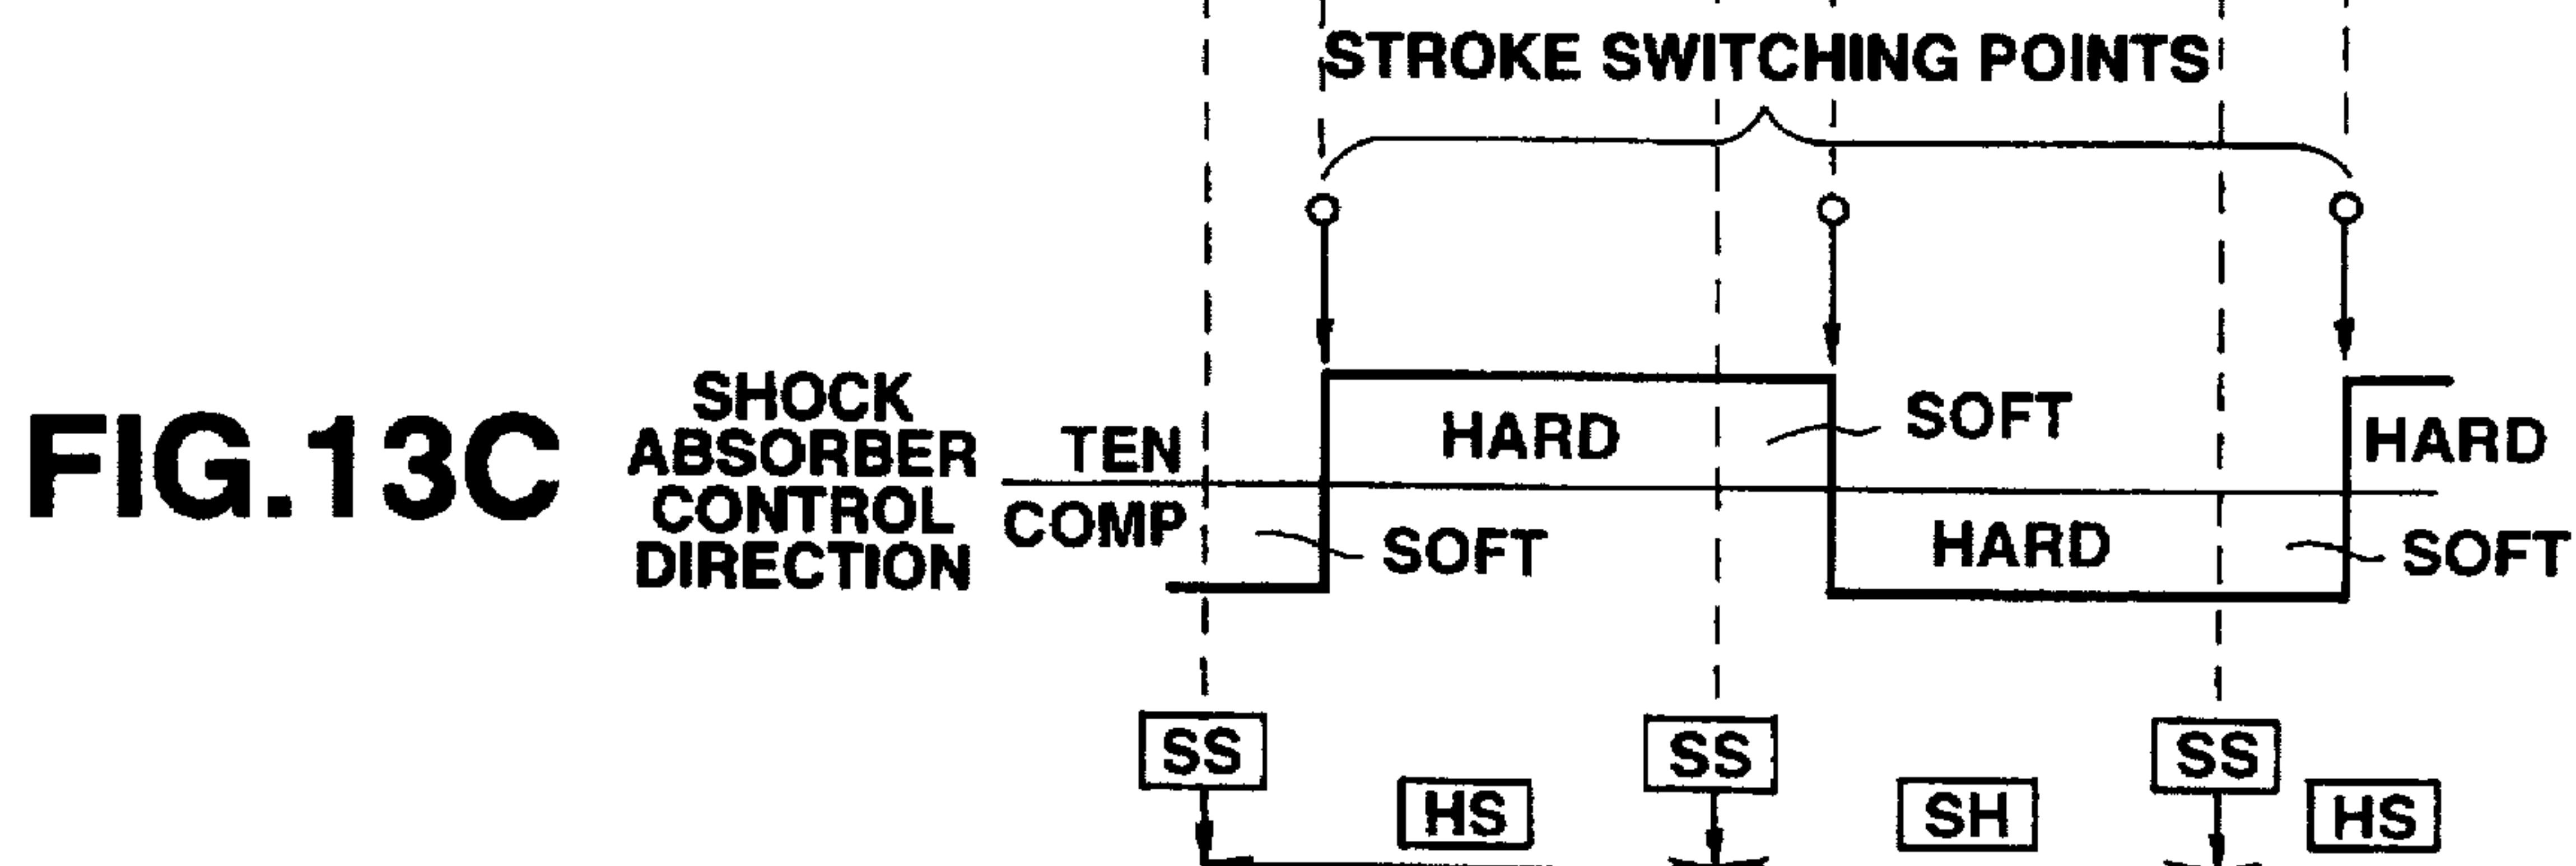 STROKE SWITCHING POINTS
FIG.13C
SHOCK
ABSORBER
CONTROL
DIRECTION
TEN
COMP
HARD
SOFT
HARD
SOFT
HARD
SOFT
SS
SS
SS
HS
SH
HS